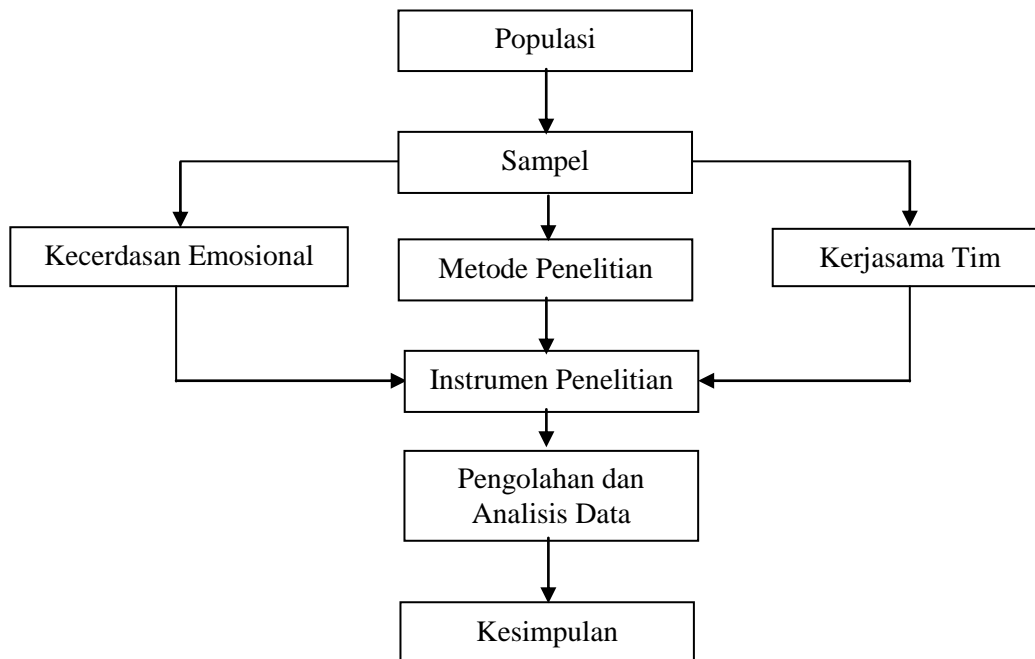 Populasi
Sampel
Kecerdasan Emosional
Metode Penelitian
Kerjasama Tim
Instrumen Penelitian
Pengolahan dan
Analisis Data
Kesimpulan